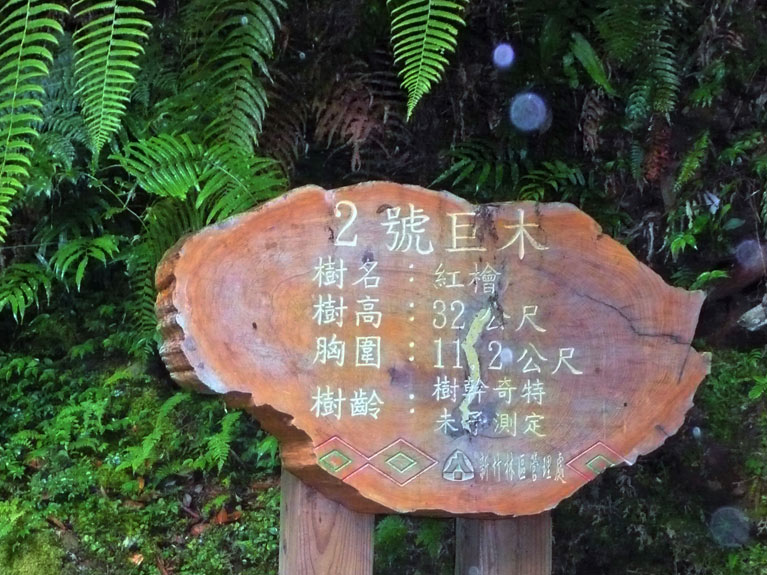 2號巨木
樹名：紅檜
樹高：32公尺
胸圍：11.2公尺
樹齡：樹幹奇特
未予測定
新竹林區管理處